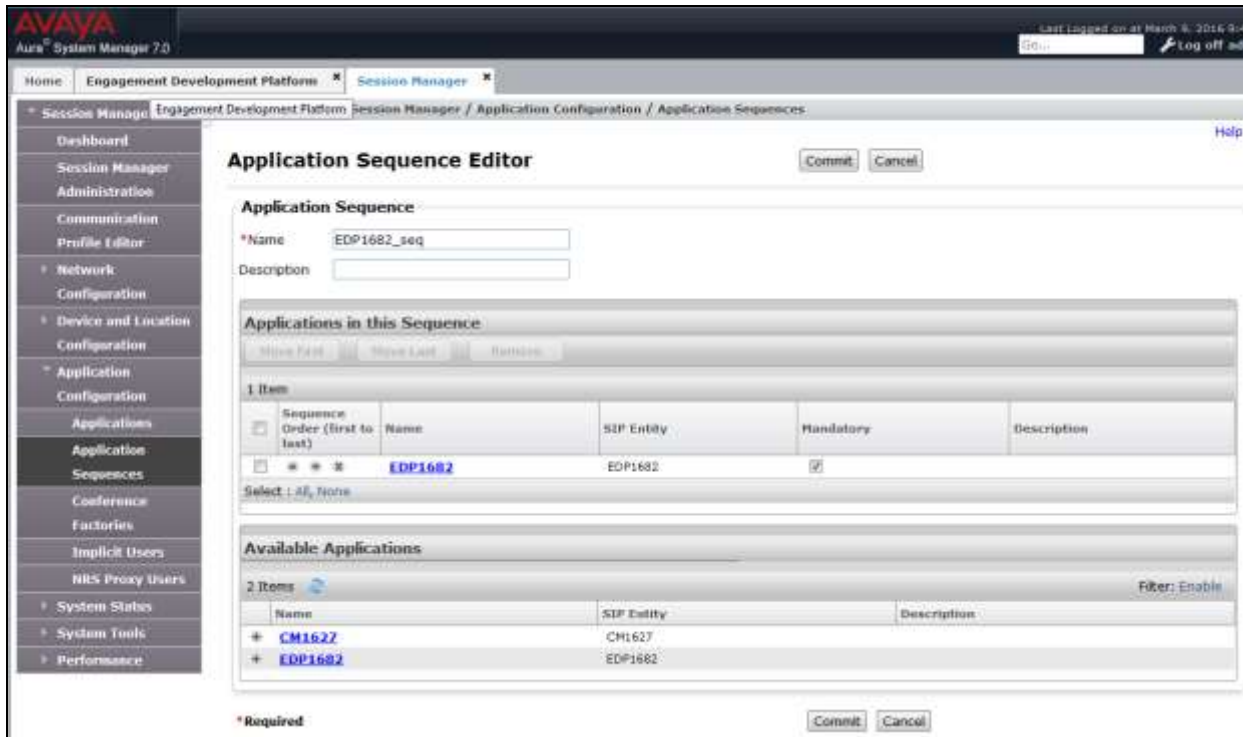 AVAYA
Aura® System Manager 7.0
Last Logged on at March 9, 2016 9:4
Go...
Log off ad
Home
Engagement Development Platform ×
Session Manager ×
Session Manage
Engagement Development Platform
Session Manager / Application Configuration / Application Sequences
Help
Dashboard
Session Manager
Administration
Communication
Profile Editor
Network
Configuration
Device and Location
Configuration
Application
Configuration
Applications
Application
Sequences
Conference
Factories
Implicit Users
NRS Proxy Users
System Status
System Tools
Performance
Application Sequence Editor
Commit
Cancel
Application Sequence
*Name
EDP1682_seq
Description
Applications in this Sequence
Move First
Move Last
Remove
1 Item
Sequence
Order (first to
last)
Name
SIP Entity
Mandatory
Description
EDP1682
EDP1682
Select : All, None
Available Applications
2 Items
Filter: Enable
Name
SIP Entity
Description
CM1627
CM1627
EDP1682
EDP1682
*Required
Commit
Cancel